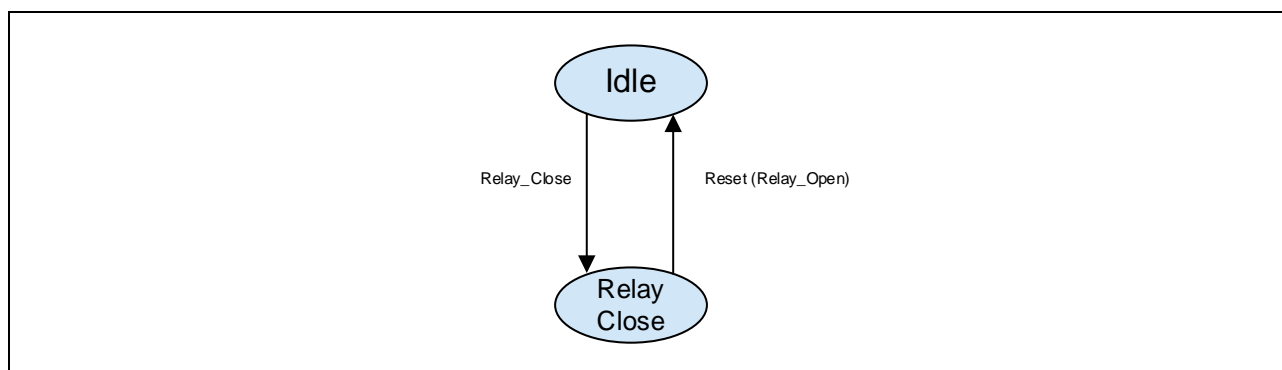 Idle
Relay_Close
Reset (Relay_Open)
Relay
Close